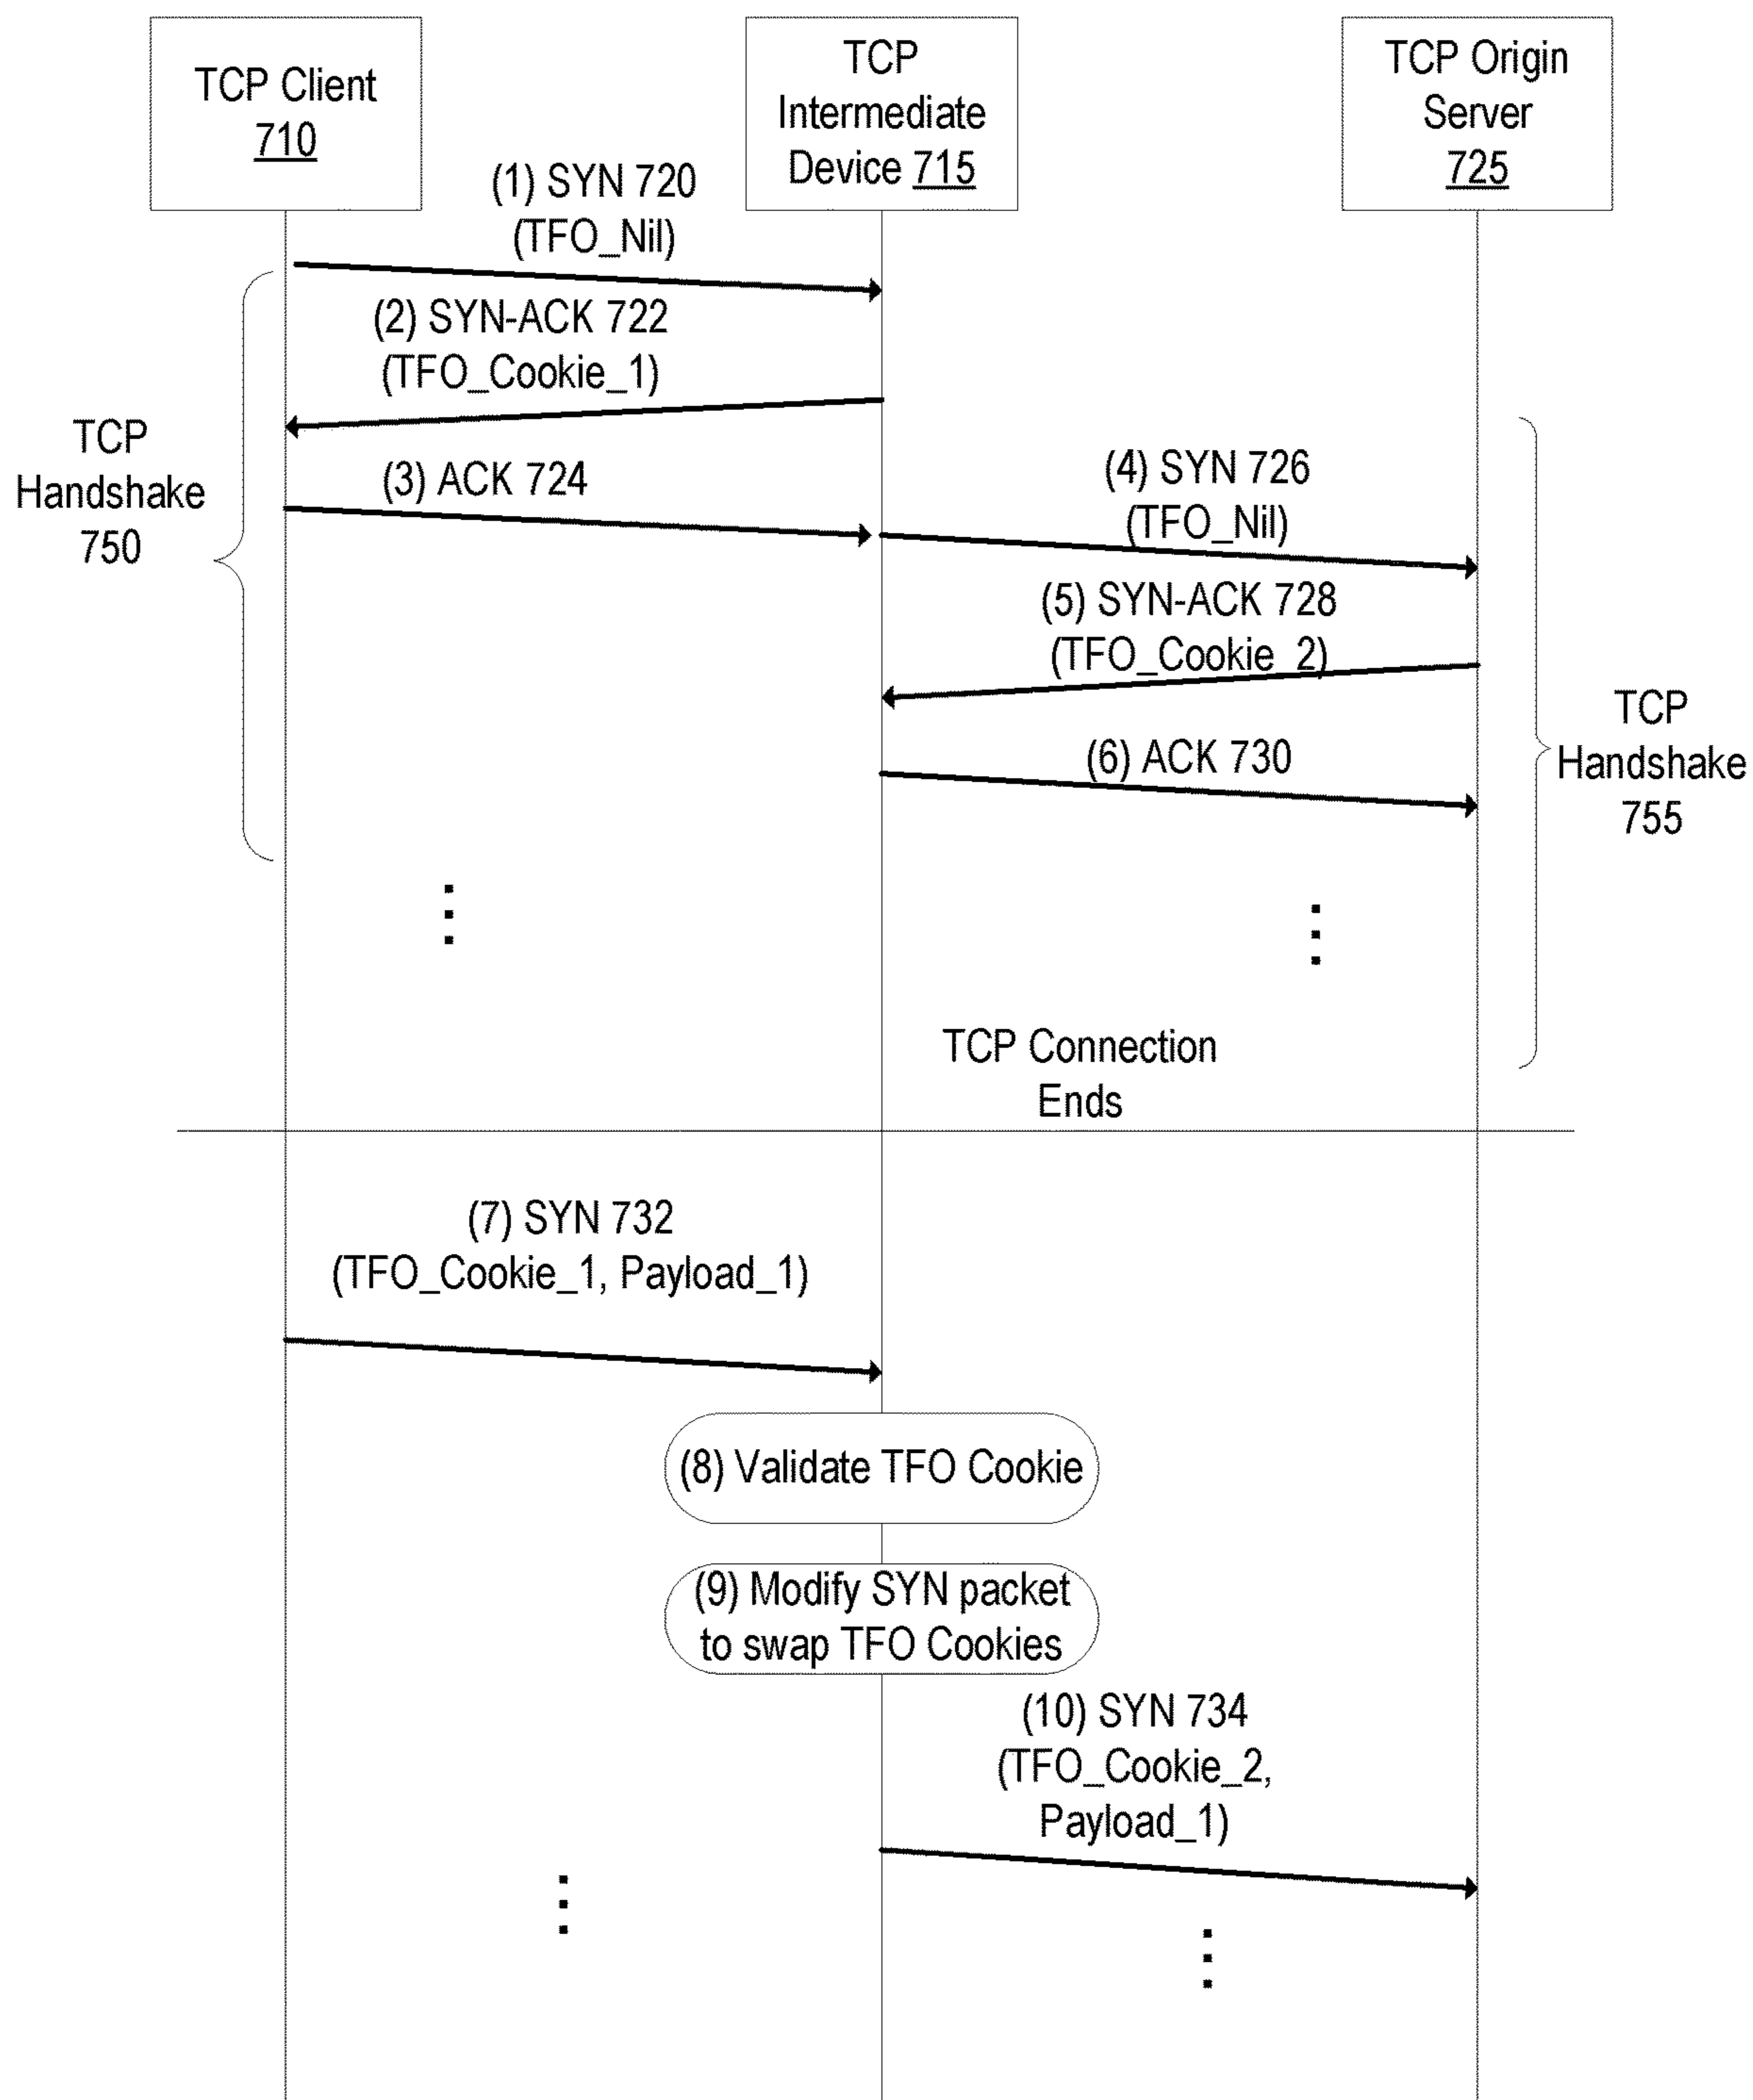 TCP Client
710
TCP
Intermediate
Device 715
TCP Origin
Server
725
(1) SYN 720
(TFO_Nil)
(2) SYN-ACK 722
(TFO_Cookie_1)
TCP
Handshake
750
(3) ACK 724
(4) SYN 726
(TFO_Nil)
(5) SYN-ACK 728
(TFO_Cookie_2)
(6) ACK 730
TCP
Handshake
755
TCP Connection
Ends
(7) SYN 732
(TFO_Cookie_1, Payload_1)
(8) Validate TFO Cookie
(9) Modify SYN packet
to swap TFO Cookies
(10) SYN 734
(TFO_Cookie_2,
Payload_1)